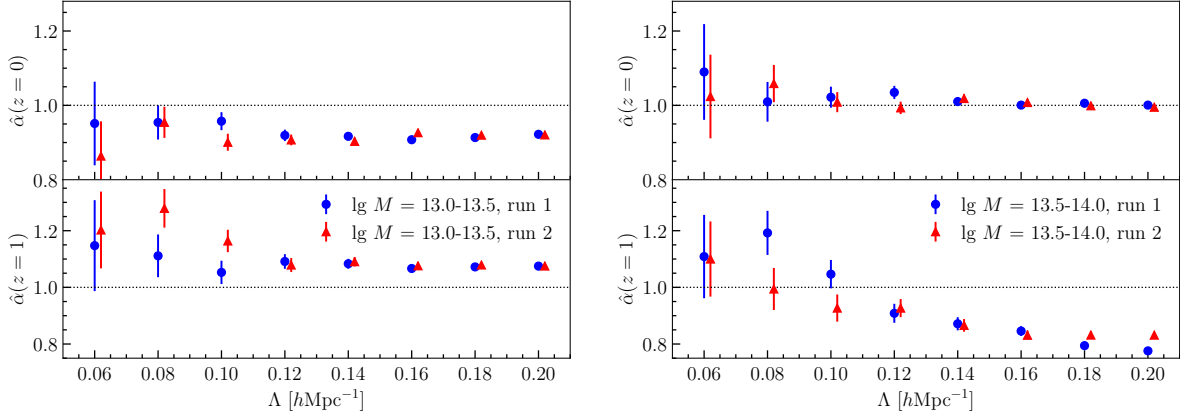 α̂(z = 0)
1.2
1.0
0.8
α̂(z = 1)
1.2
1.0
0.8
lg M = 13.0-13.5, run 1
lg M = 13.0-13.5, run 2
0.06 0.08 0.10 0.12 0.14 0.16 0.18 0.20
Λ [hMpc⁻¹]
α̂(z = 0)
1.2
1.0
0.8
α̂(z = 1)
1.2
1.0
0.8
lg M = 13.5-14.0, run 1
lg M = 13.5-14.0, run 2
0.06 0.08 0.10 0.12 0.14 0.16 0.18 0.20
Λ [hMpc⁻¹]